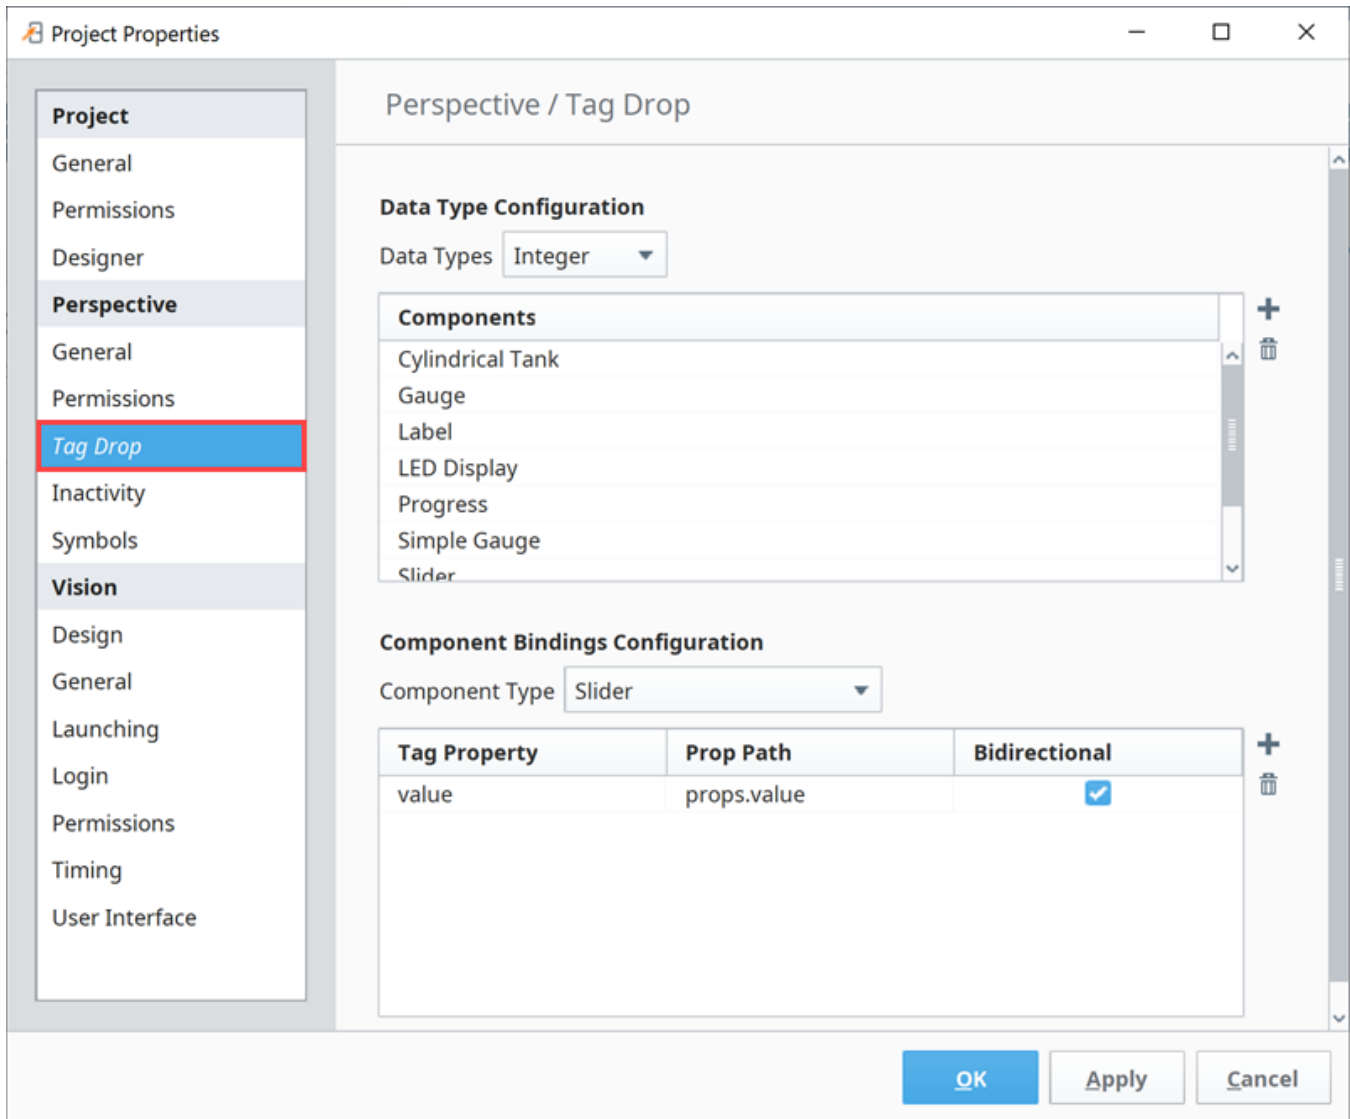 Project Properties
Project
General
Permissions
Designer
Perspective
General
Permissions
Tag Drop
Inactivity
Symbols
Vision
Design
General
Launching
Login
Permissions
Timing
User Interface
Perspective / Tag Drop
Data Type Configuration
Data Types Integer
Components
Cylindrical Tank
Gauge
Label
LED Display
Progress
Simple Gauge
Slider
Component Bindings Configuration
Component Type Slider
Tag Property Prop Path Bidirectional
value props.value
OK Apply Cancel